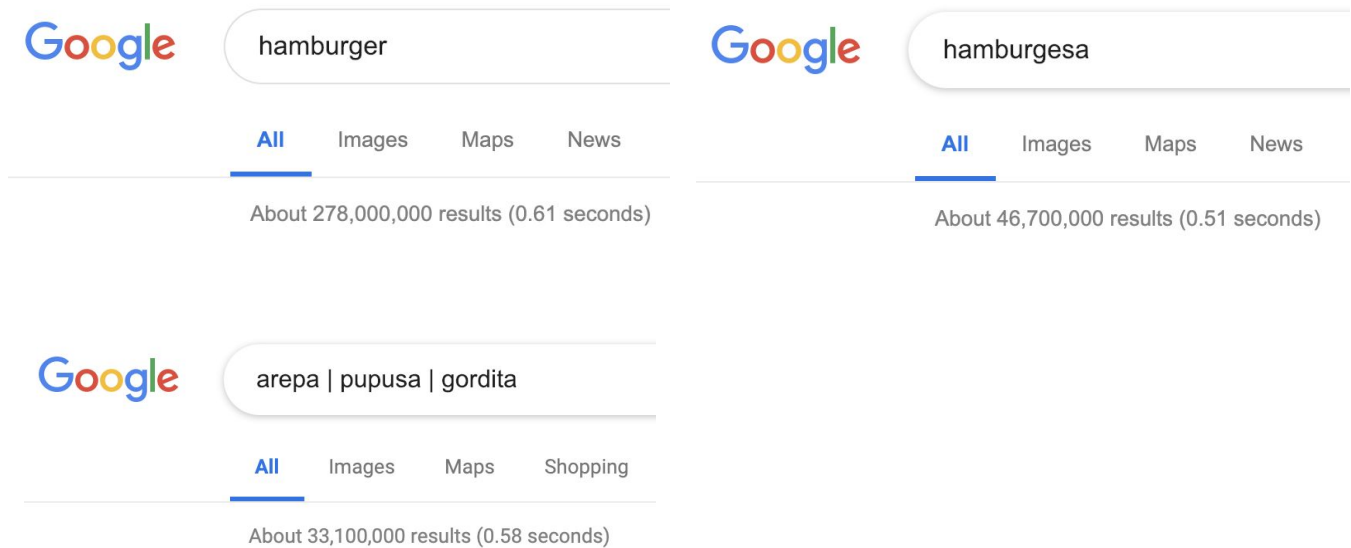 Google hamburger
All Images Maps News
About 278,000,000 results (0.61 seconds)
Google hamburgesa
All Images Maps News
About 46,700,000 results (0.51 seconds)
Google arepa | pupusa | gordita
All Images Maps Shopping
About 33,100,000 results (0.58 seconds)